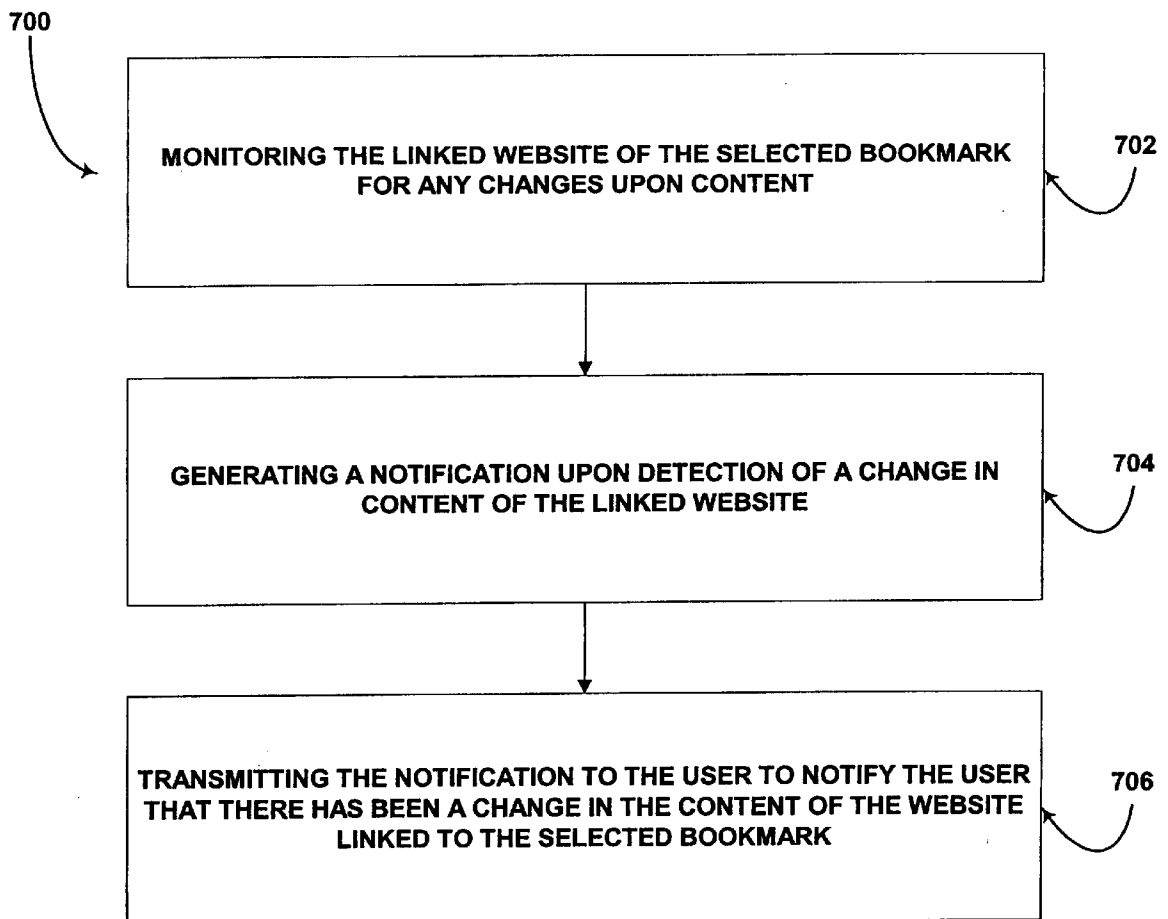 700
MONITORING THE LINKED WEBSITE OF THE SELECTED BOOKMARK
FOR ANY CHANGES UPON CONTENT
702
GENERATING A NOTIFICATION UPON DETECTION OF A CHANGE IN
CONTENT OF THE LINKED WEBSITE
704
TRANSMITTING THE NOTIFICATION TO THE USER TO NOTIFY THE USER
THAT THERE HAS BEEN A CHANGE IN THE CONTENT OF THE WEBSITE
LINKED TO THE SELECTED BOOKMARK
706